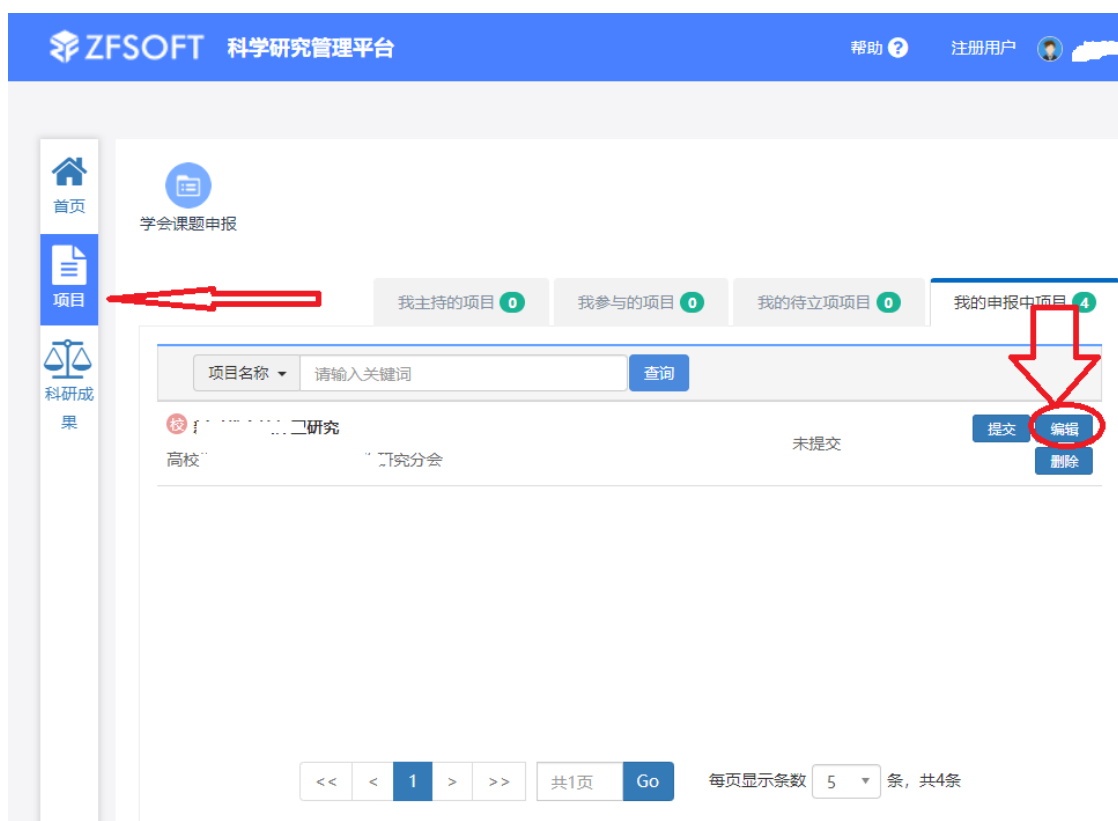 ZFSOFT 科学研究管理平台 帮助 ? 注册用户
首页
学会课题申报
项目
我主持的项目 0 我参与的项目 0 我的待立项项目 0 我的申报中项目 4
项目名称 请输入关键词 查询
科研成
果
校 研究 提交 编辑
未提交
高校 研究分会 删除
<< < 1 > >> 共1页 Go 每页显示条数 5 条, 共4条